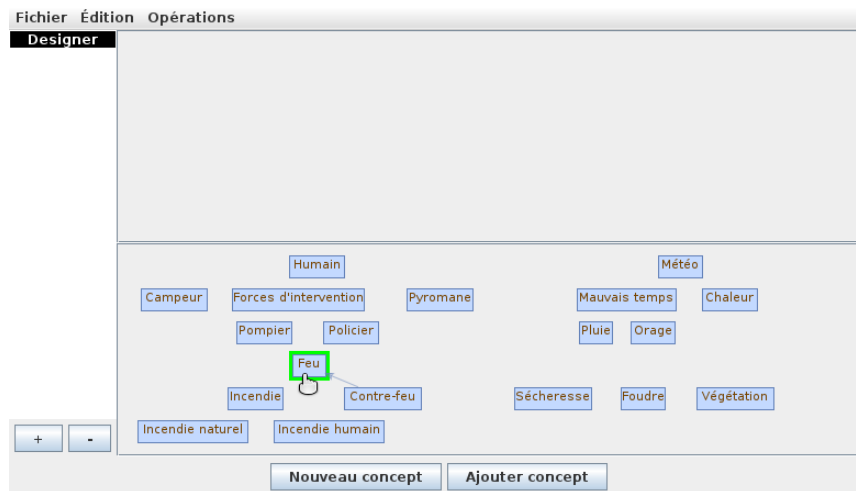 Fichier Édition Opérations
Designer
Humain Météo
Campeur Forces d'intervention Pyromane Mauvais temps Chaleur
Pompier Policier Pluie Orage
Feu
Incendie Contre-feu Sécheresse Foudre Végétation
Incendie naturel Incendie humain
+ -
Nouveau concept Ajouter concept